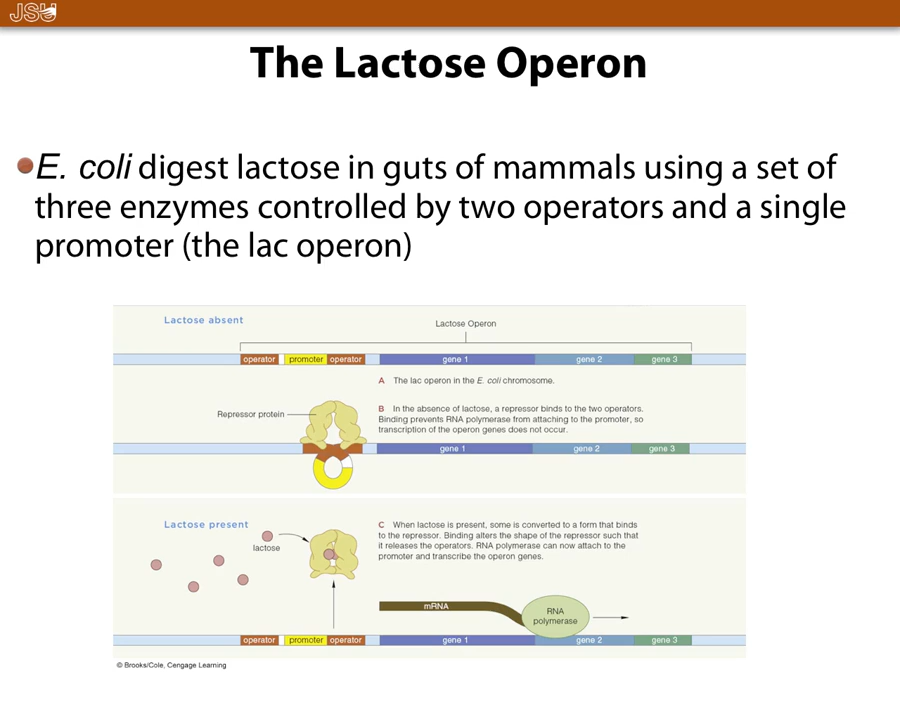 JSU
The Lactose Operon
E. coli digest lactose in guts of mammals using a set of
three enzymes controlled by two operators and a single
promoter (the lac operon)
Lactose absent
Lactose Operon
operator promoter operator gene 1 gene 2 gene 3
A The lac operon in the E. coli chromosome.
Repressor protein
B In the absence of lactose, a repressor binds to the two operators.
Binding prevents RNA polymerase from attaching to the promoter, so
transcription of the operon genes does not occur.
gene 1 gene 2 gene 3
Lactose present
lactose
C When lactose is present, some is converted to a form that binds
to the repressor. Binding alters the shape of the repressor such that
it releases the operators. RNA polymerase can now attach to the
promoter and transcribe the operon genes.
mRNA
RNA
polymerase
operator promoter operator gene 1 gene 2 gene 3
© Brooks/Cole, Cengage Learning